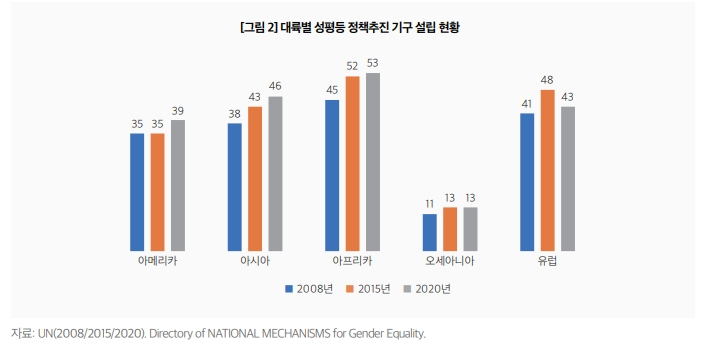 [그림 2] 대륙별 성평등 정책추진 기구 설립 현황
35 35 39
38 43 46
45 52 53
11 13 13
41 48 43
아메리카 아시아 아프리카 오세아니아 유럽
2008년 2015년 2020년
자료: UN(2008/2015/2020). Directory of NATIONAL MECHANISMS for Gender Equality.